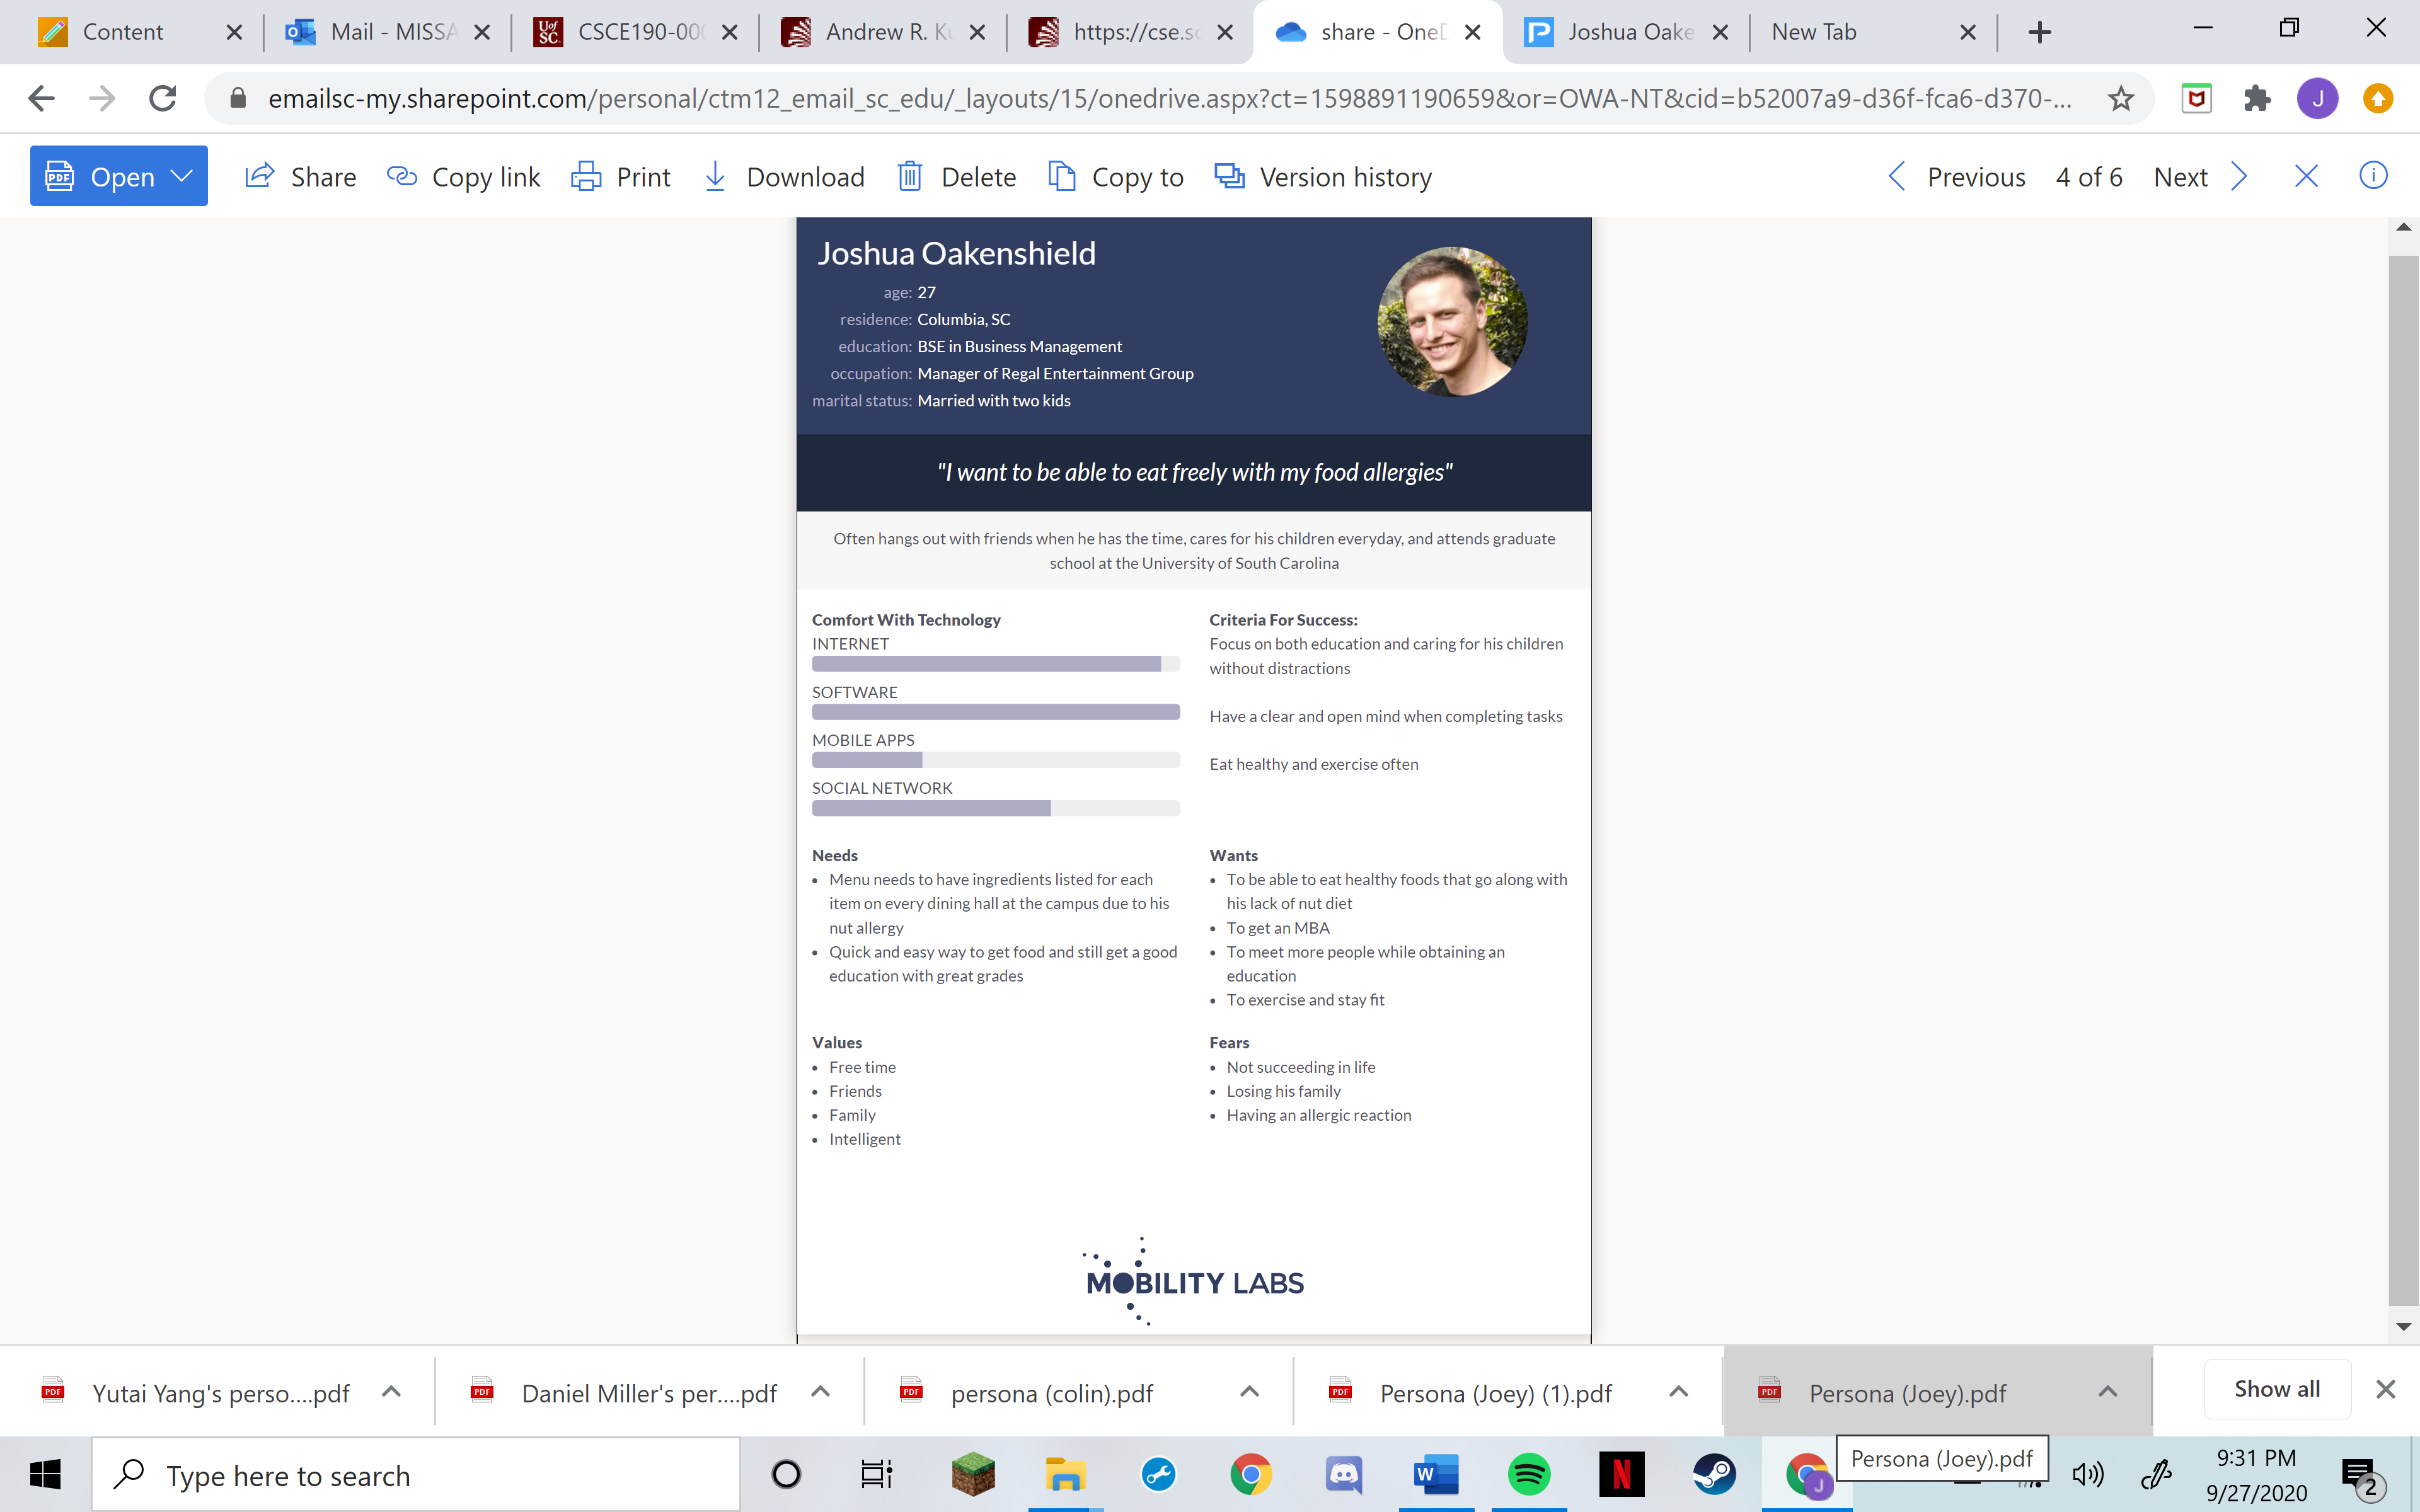 Content
Mail - MISSA
CSCE190-00
Andrew R. Ku
https://cse.sc
share - OneD
Joshua Oake
New Tab
emailsc-my.sharepoint.com/personal/ctm12_email_sc_edu/_layouts/15/onedrive.aspx?ct=1598891190659&or=OWA-NT&cid=b52007a9-d36f-fca6-d370-...
J
Open
Share
Copy link
Print
Download
Delete
Copy to
Version history
Previous
4 of 6
Next
Joshua Oakenshield
age: 27
residence: Columbia, SC
education: BSE in Business Management
occupation: Manager of Regal Entertainment Group
marital status: Married with two kids
"I want to be able to eat freely with my food allergies"
Often hangs out with friends when he has the time, cares for his children everyday, and attends graduate
school at the University of South Carolina
Comfort With Technology
INTERNET
SOFTWARE
MOBILE APPS
SOCIAL NETWORK
Criteria For Success:
Focus on both education and caring for his children
without distractions
Have a clear and open mind when completing tasks
Eat healthy and exercise often
Needs
• Menu needs to have ingredients listed for each
item on every dining hall at the campus due to his
nut allergy
• Quick and easy way to get food and still get a good
education with great grades
Wants
• To be able to eat healthy foods that go along with
his lack of nut diet
• To get an MBA
• To meet more people while obtaining an
education
• To exercise and stay fit
Values
• Free time
• Friends
• Family
• Intelligent
Fears
• Not succeeding in life
• Losing his family
• Having an allergic reaction
MOBILITY LABS
Yutai Yang's perso....pdf
Daniel Miller's per....pdf
persona (colin).pdf
Persona (Joey) (1).pdf
Persona (Joey).pdf
Show all
Type here to search
Persona (Joey).pdf
9:31 PM
9/27/2020
2